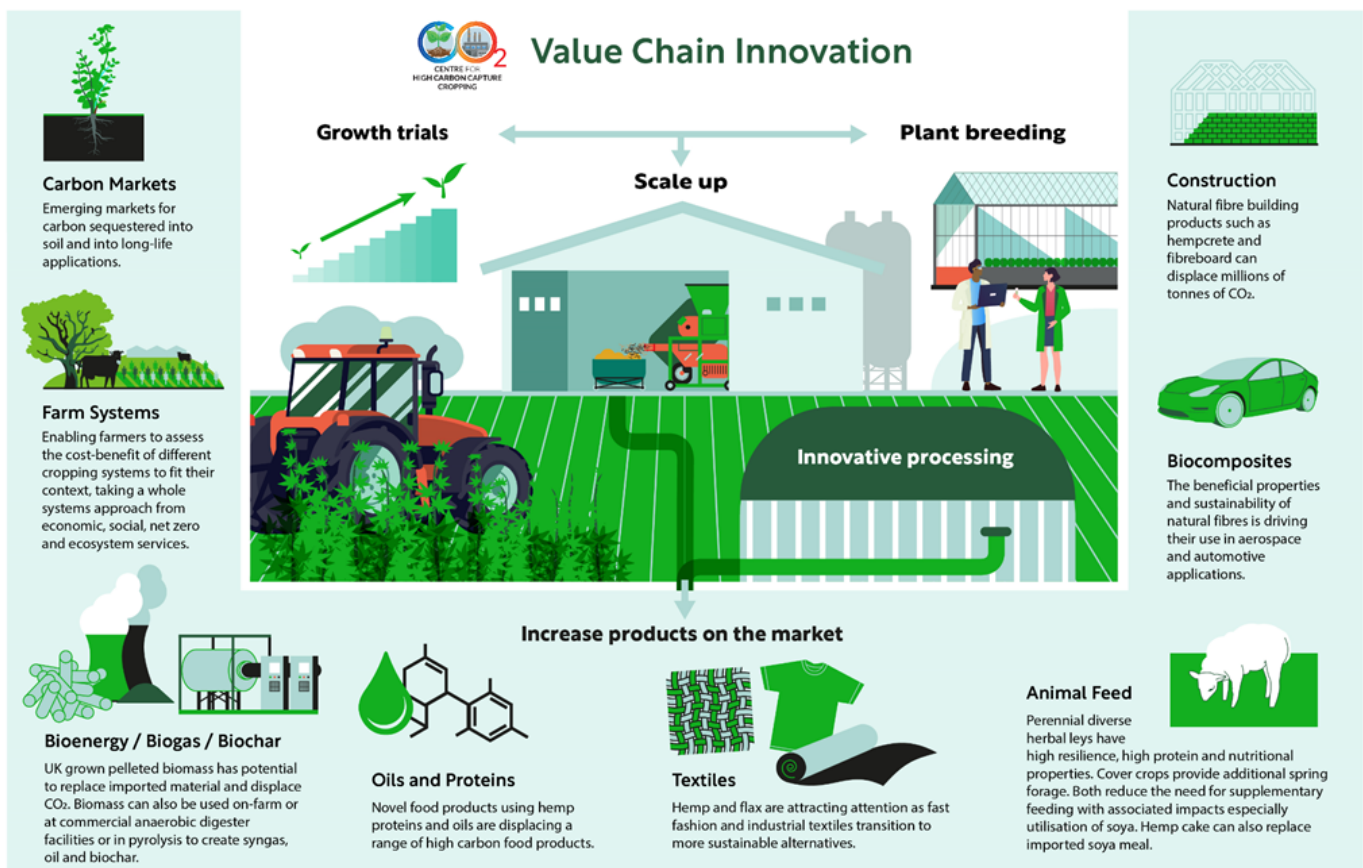 CO2
CENTRE FOR
HIGH CARBON CAPTURE
CROPPING
Value Chain Innovation
Growth trials
Plant breeding
Scale up
Innovative processing
Increase products on the market
Carbon Markets
Emerging markets for
carbon sequestered into
soil and into long-life
applications.
Farm Systems
Enabling farmers to assess
the cost-benefit of different
cropping systems to fit their
context, taking a whole
systems approach from
economic, social, net zero
and ecosystem services.
Bioenergy / Biogas / Biochar
UK grown pelleted biomass has potential
to replace imported material and displace
CO₂. Biomass can also be used on-farm or
at commercial anaerobic digester
facilities or in pyrolysis to create syngas,
oil and biochar.
Oils and Proteins
Novel food products using hemp
proteins and oils are displacing a
range of high carbon food products.
Textiles
Hemp and flax are attracting attention as fast
fashion and industrial textiles transition to
more sustainable alternatives.
Construction
Natural fibre building
products such as
hempcrete and
fibreboard can
displace millions of
tonnes of CO₂.
Biocomposites
The beneficial properties
and sustainability of
natural fibres is driving
their use in aerospace
and automotive
applications.
Animal Feed
Perennial diverse
herbal leys have
high resilience, high protein and nutritional
properties. Cover crops provide additional spring
forage. Both reduce the need for supplementary
feeding with associated impacts especially
utilisation of soya. Hemp cake can also replace
imported soya meal.